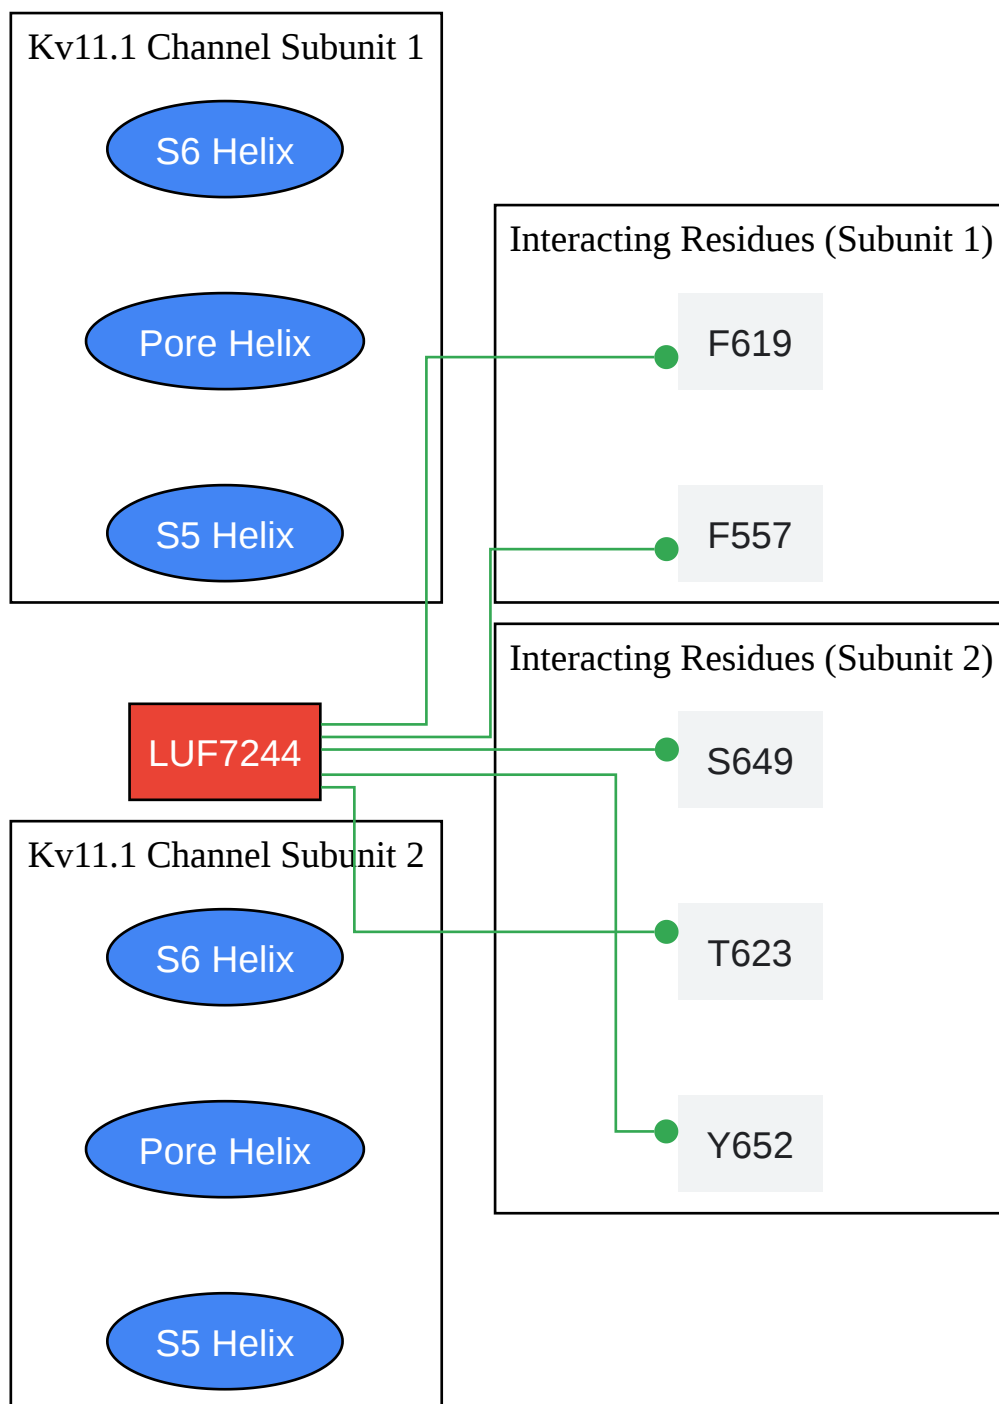 Kv11.1 Channel Subunit 1
S6 Helix
Pore Helix
S5 Helix
Interacting Residues (Subunit 1)
F619
F557
LUF7244
Interacting Residues (Subunit 2)
S649
T623
Y652
Kv11.1 Channel Subunit 2
S6 Helix
Pore Helix
S5 Helix